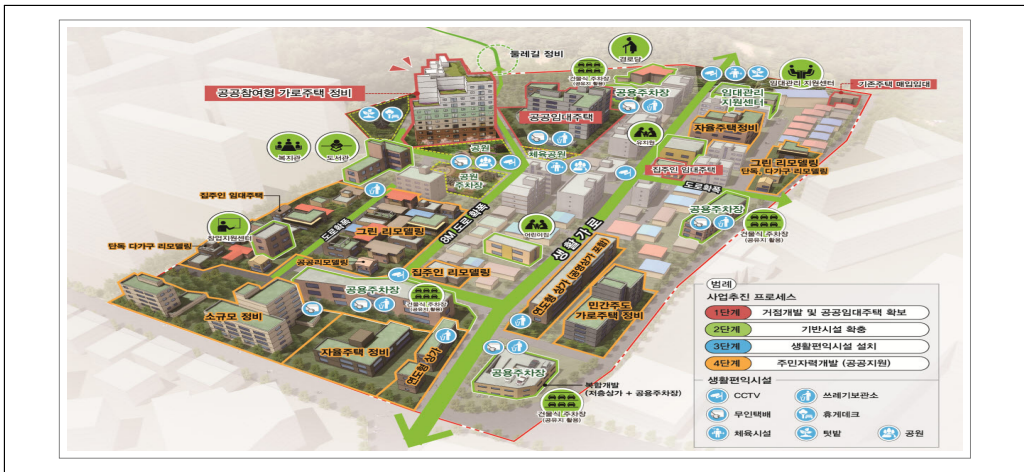 둘레길 정비
경로당
건물식 주차장
(공유지 활용)
공용주차장
임대관리 지원센터
기존주택 매입임대
공공참여형 가로주택 정비
공공임대주택
임대관리
지원센터
자율주택정비
유치원
복지관
도서관
공원
체육공원
그린 리모델링
단독, 다가구 리모델링
집주인 임대주택
공원
주차장
도로확폭
집주인 임대주택
공용주차장
건물식 주차장
(공유지 활용)
창업지원센터
도로확폭
그린 리모델링
8M 도로 확폭
어린이집
생활가로
단독 다가구 리모델링
공공리모델링
집주인 리모델링
연도형 상가 (공영상가 포함)
공용주차장
건물식 주차장
(공유지 활용)
민간주도
가로주택 정비
소규모 정비
자율주택 정비
연도형 상가
공용주차장
복합개발
(저층상가 + 공용주차장)
건물식 주차장
(공유지 활용)
범례
사업추진 프로세스
1단계 거점개발 및 공공임대주택 확보
2단계 기반시설 확충
3단계 생활편익시설 설치
4단계 주민자력개발 (공공지원)
생활편익시설
CCTV 쓰레기보관소
무인택배 휴게데크
체육시설 텃밭 공원